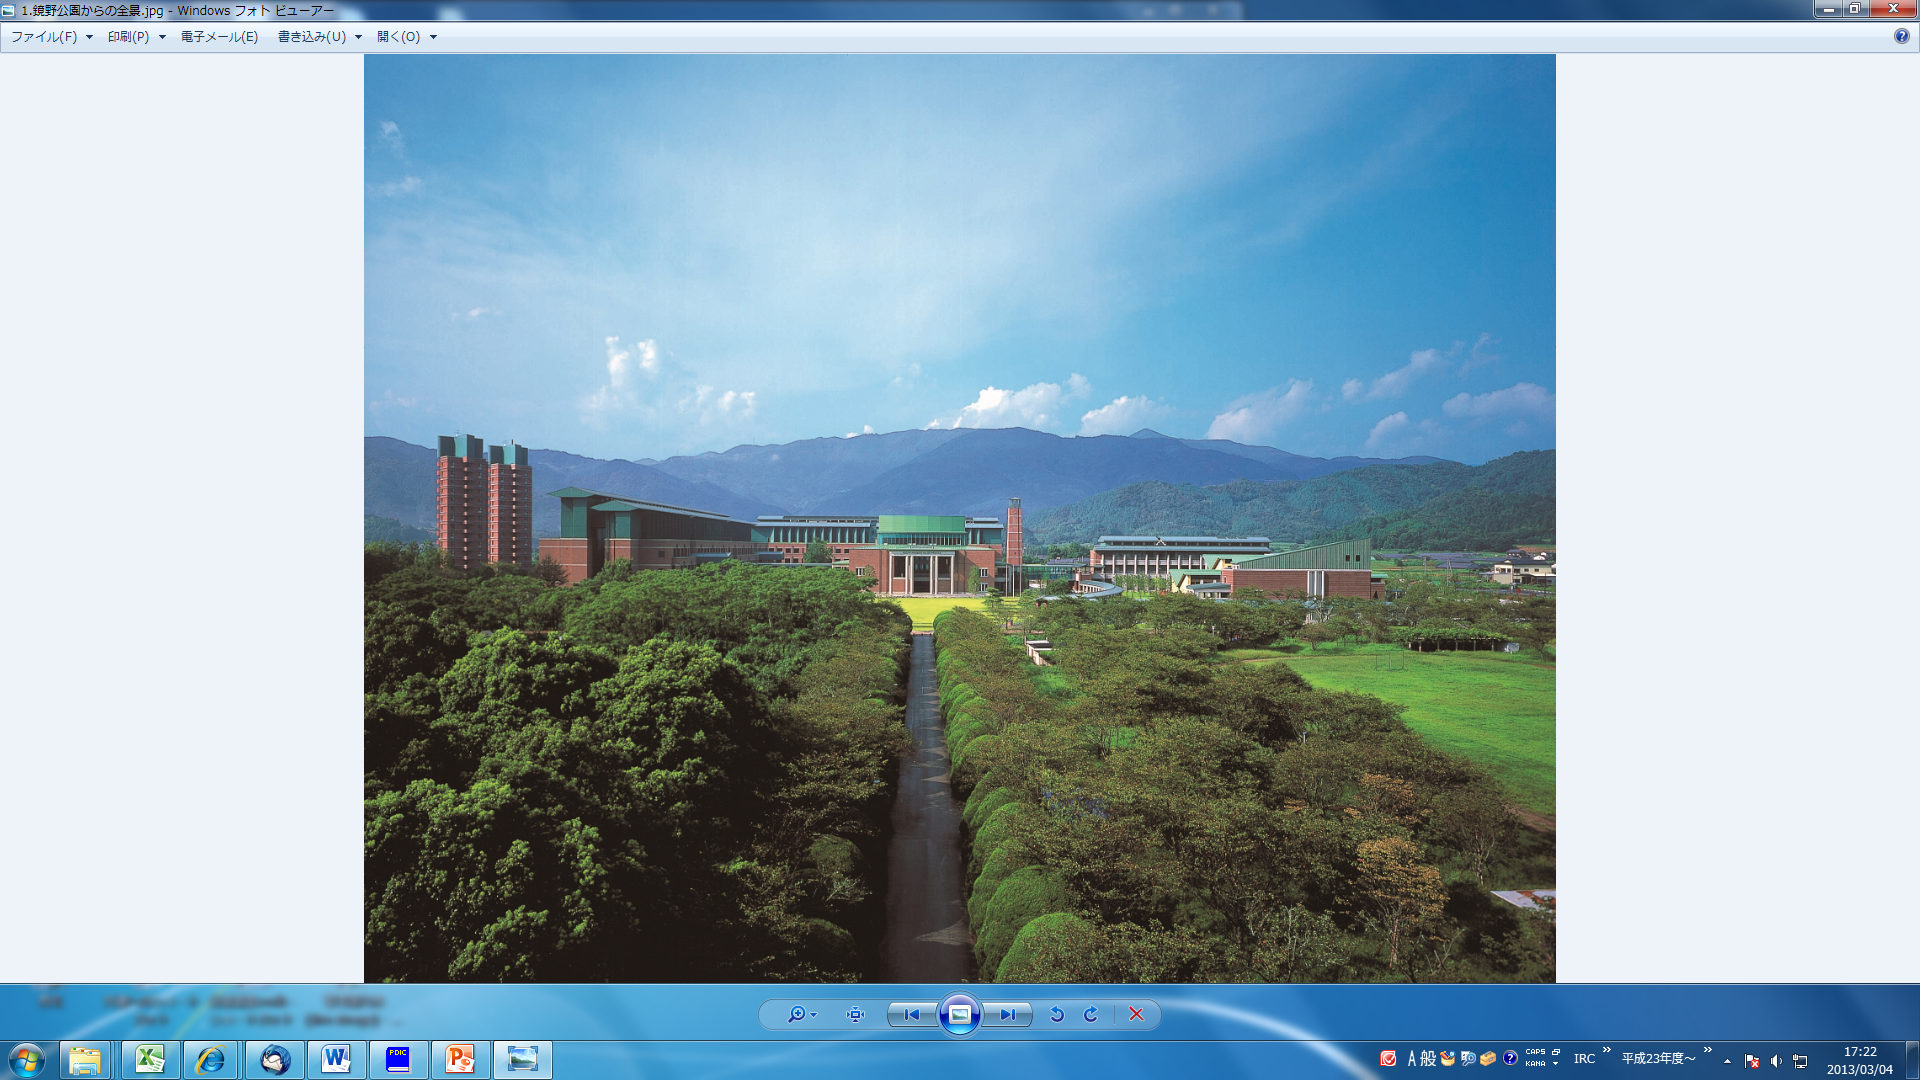 1.鏡野公園からの全景.jpg - Windows フォト ビューアー
ファイル(F) 印刷(P) 電子メール(E) 書き込み(U) 開く(O)
PDIC
A 般 CAPS KANA IRC 平成23年度～ 17:22
2013/03/04